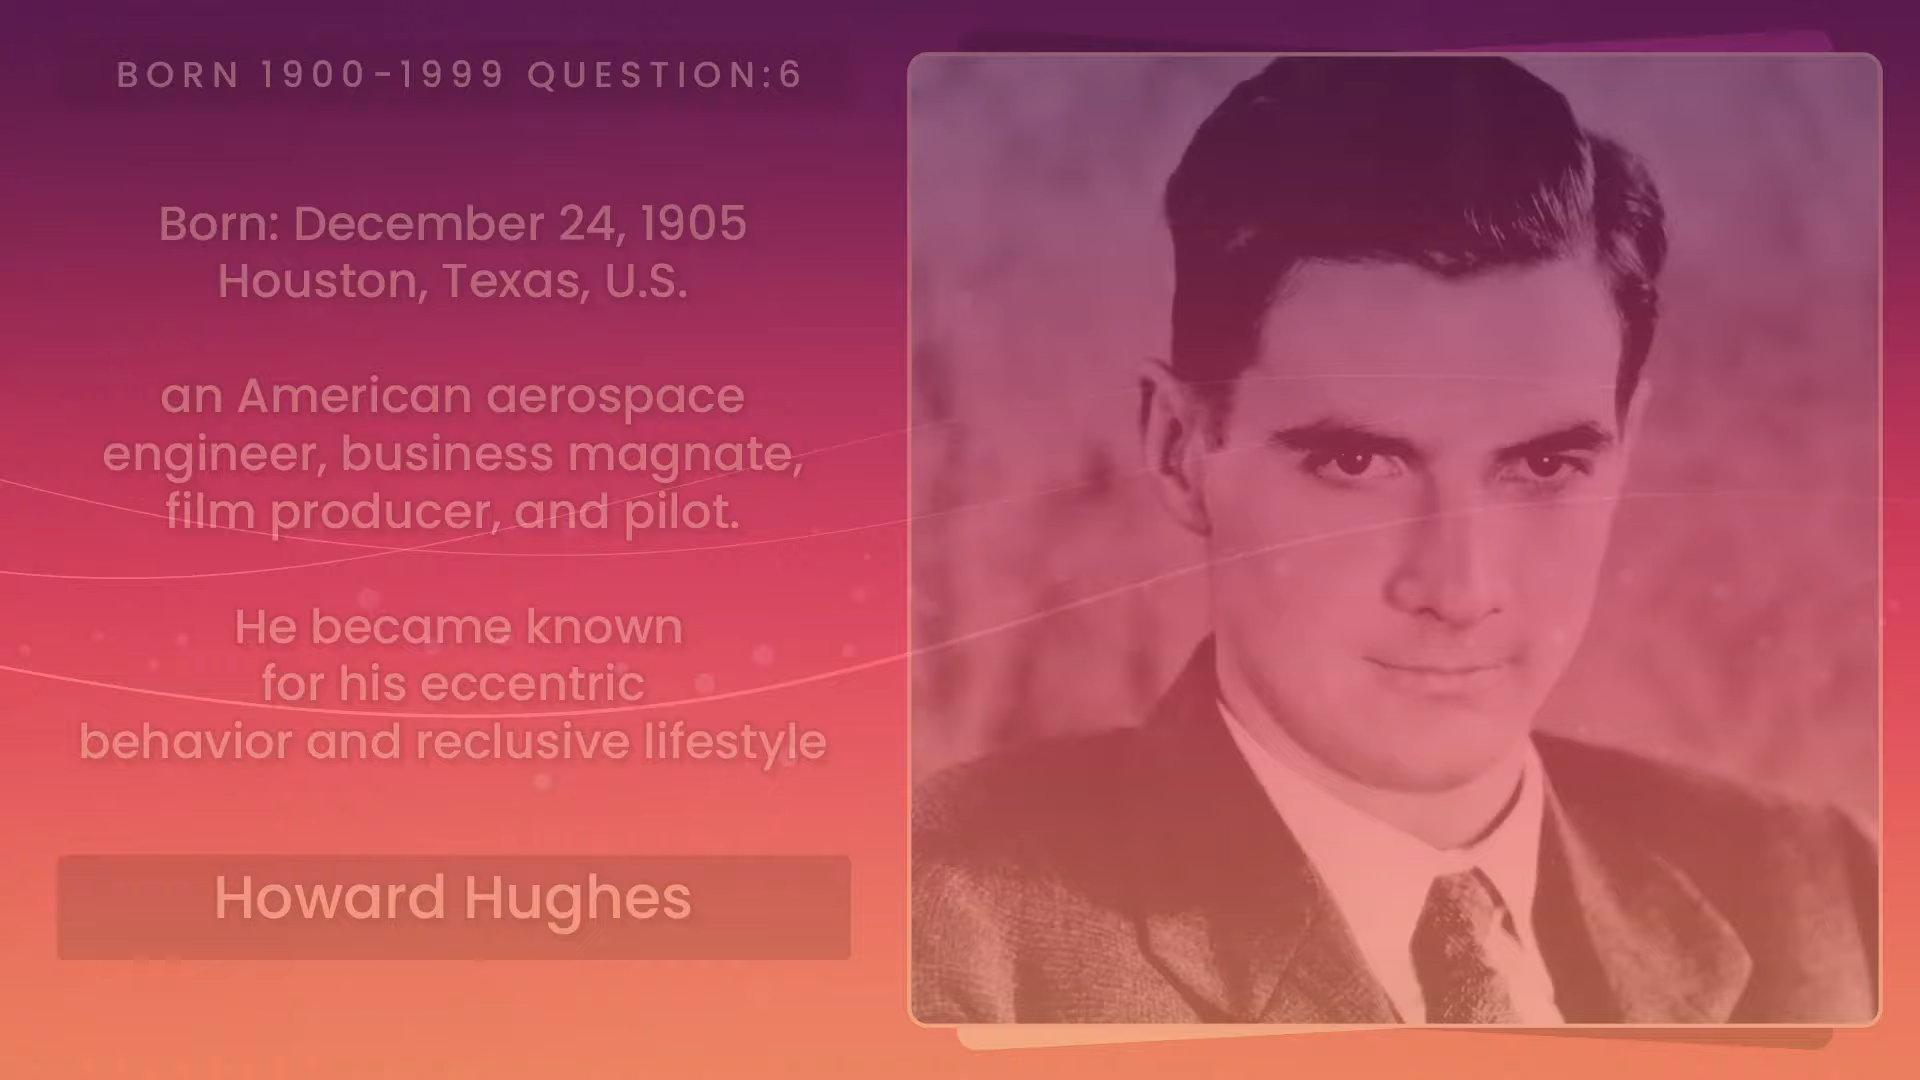 BORN 1900-1999 QUESTION:6
Born: December 24, 1905
Houston, Texas, U.S.
an American aerospace
engineer, business magnate,
film producer, and pilot.
He became known
for his eccentric
behavior and reclusive lifestyle
Howard Hughes